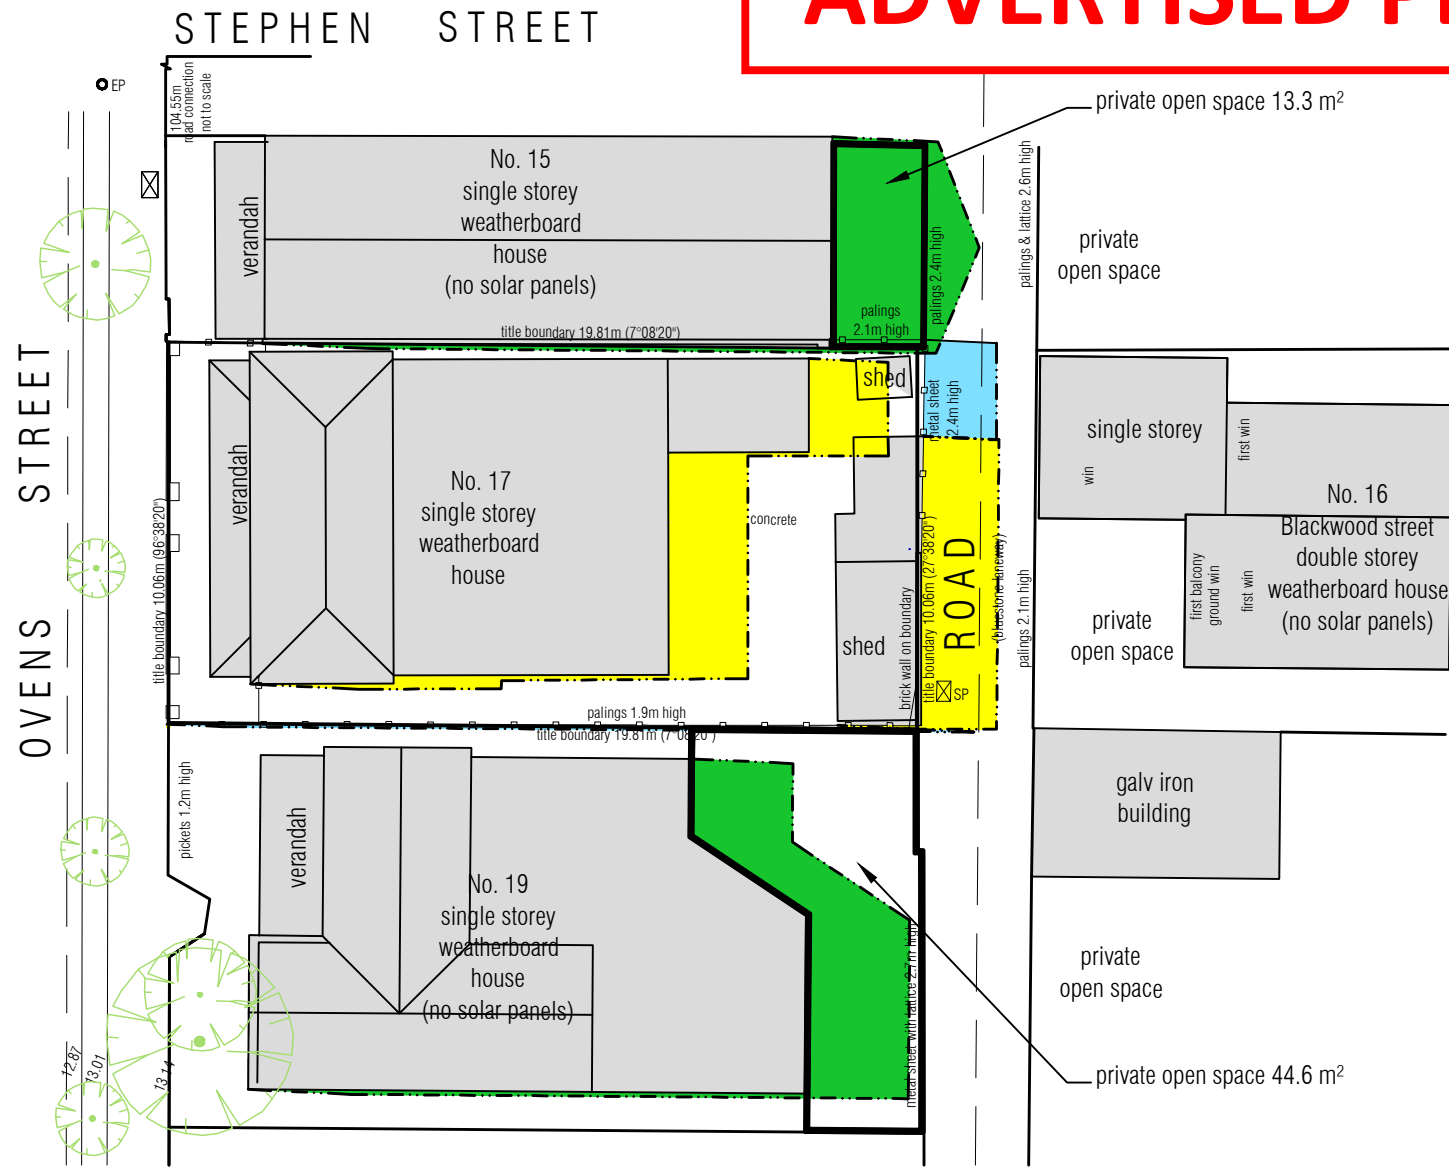 ADVERTISED P
STEPHEN STREET
EP
104.55m
road connection
not to scale
private open space 13.3 m²
No. 15
single storey
weatherboard
house
(no solar panels)
verandah
palings
2.1m high
palings 2.4m high
palings & lattice 2.6m high
private
open space
title boundary 19.81m (7°08'20")
OVENS STREET
verandah
No. 17
single storey
weatherboard
house
shed
metal sheet
2.4m high
concrete
shed
brick wall on boundary
title boundary 10.06m (27°38'20")
title boundary 10.06m (96°38'20")
ROAD
(bluestone laneway)
SP
palings 2.1m high
single storey
win
first win
No. 16
Blackwood street
double storey
weatherboard house
(no solar panels)
first balcony
ground win
first win
private
open space
palings 1.9m high
title boundary 19.81m (7°08'20")
pickets 1.2m high
verandah
No. 19
single storey
weatherboard
house
(no solar panels)
metal sheet with lattice 2.7m high
galv iron
building
private
open space
private open space 44.6 m²
12.87
13.01
13.14